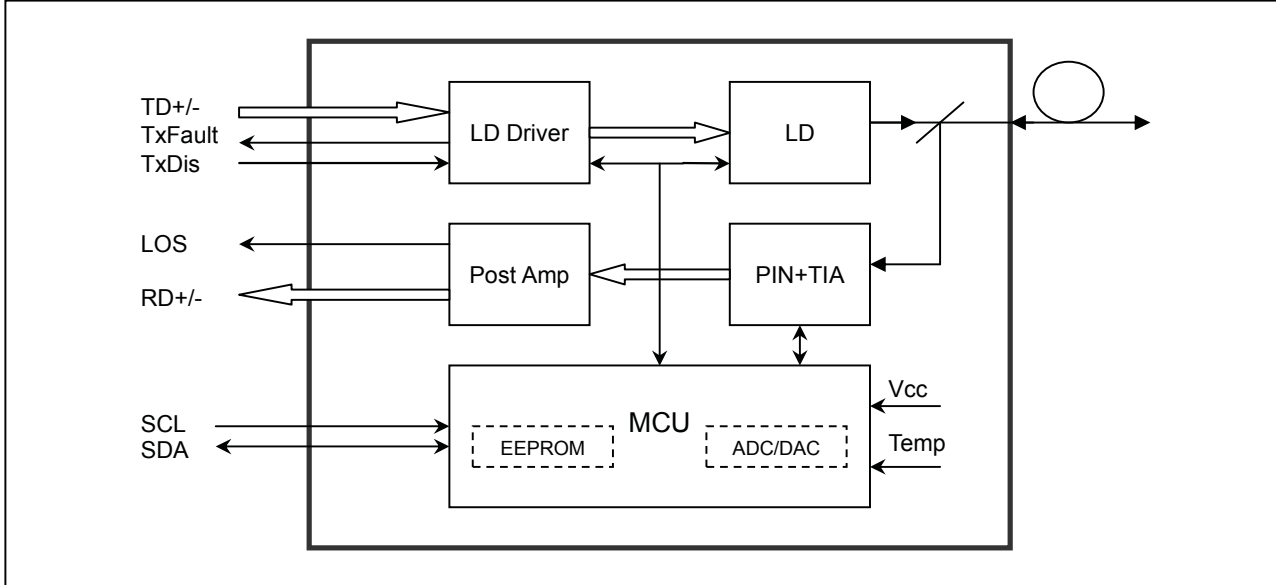 TD+/-
TxFault
TxDis
LD Driver
LD
LOS
RD+/-
Post Amp
PIN+TIA
SCL
SDA
MCU
EEPROM
ADC/DAC
Vcc
Temp